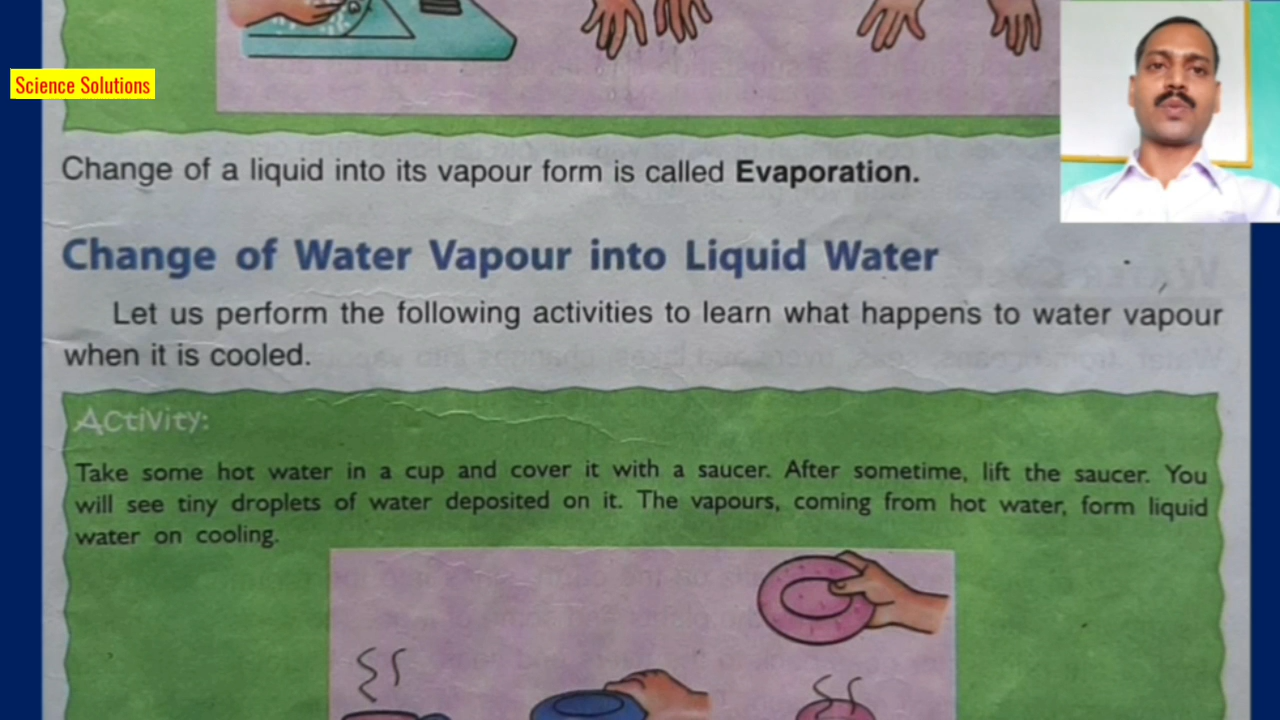 Science Solutions
Change of a liquid into its vapour form is called Evaporation.
Change of Water Vapour into Liquid Water
Let us perform the following activities to learn what happens to water vapour
when it is cooled.
Activity:
Take some hot water in a cup and cover it with a saucer. After sometime, lift the saucer. You
will see tiny droplets of water deposited on it. The vapours, coming from hot water, form liquid
water on cooling.